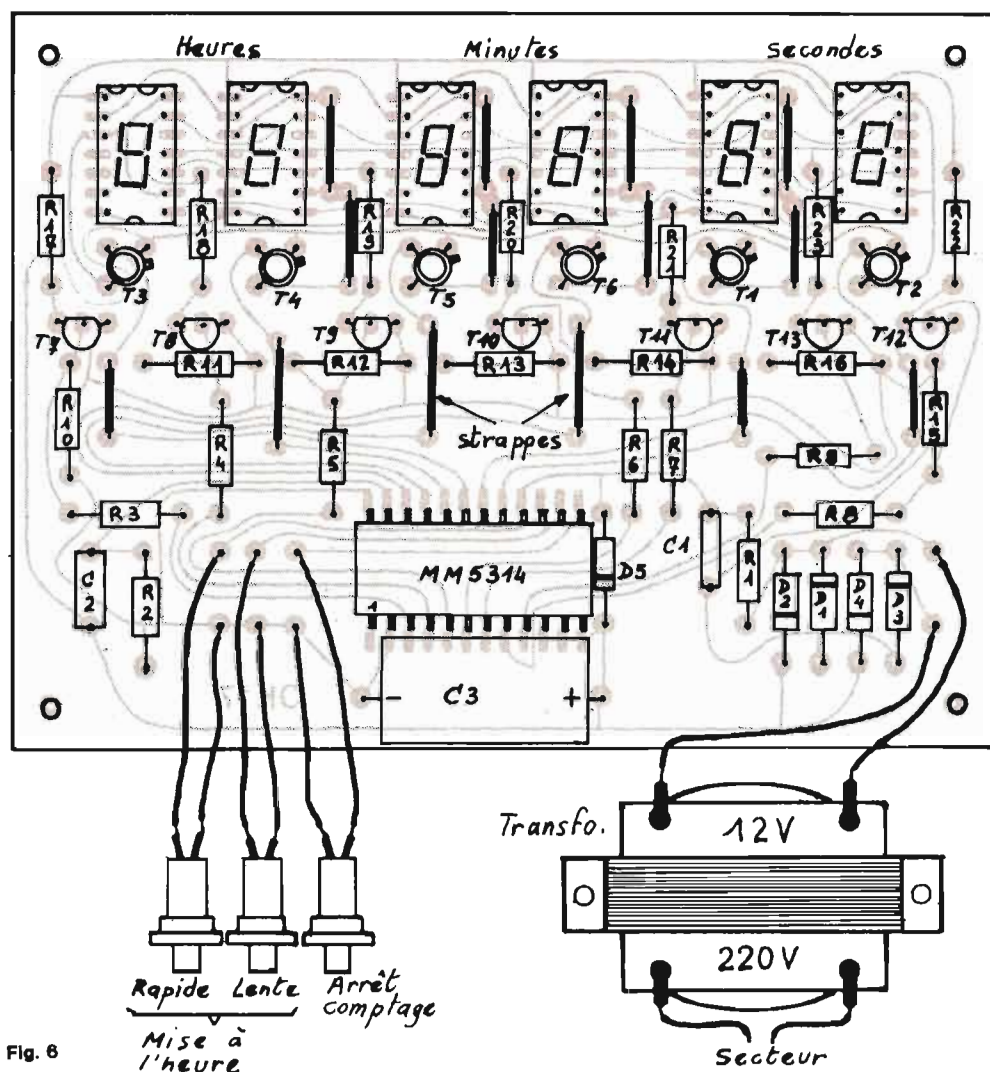 Heures Minutes Secondes
R17 R18 R19 R20 R21 R23 R22
T3 T4 T5 T6 T1 T2
T7 T8 T9 T10 T11 T13 T12
R11 R12 R13 R14 R16
R10 R4 R5 strappes R6 R7 R9 R15
R3 R8
C2 R2 MM5314 D5 C1 R1 D2 D1 D4 D3
1
- C3 +
Transfo. 12V
220V
Rapide Lente Arrêt
comptage
Mise à
l'heure
Secteur
Fig. 6